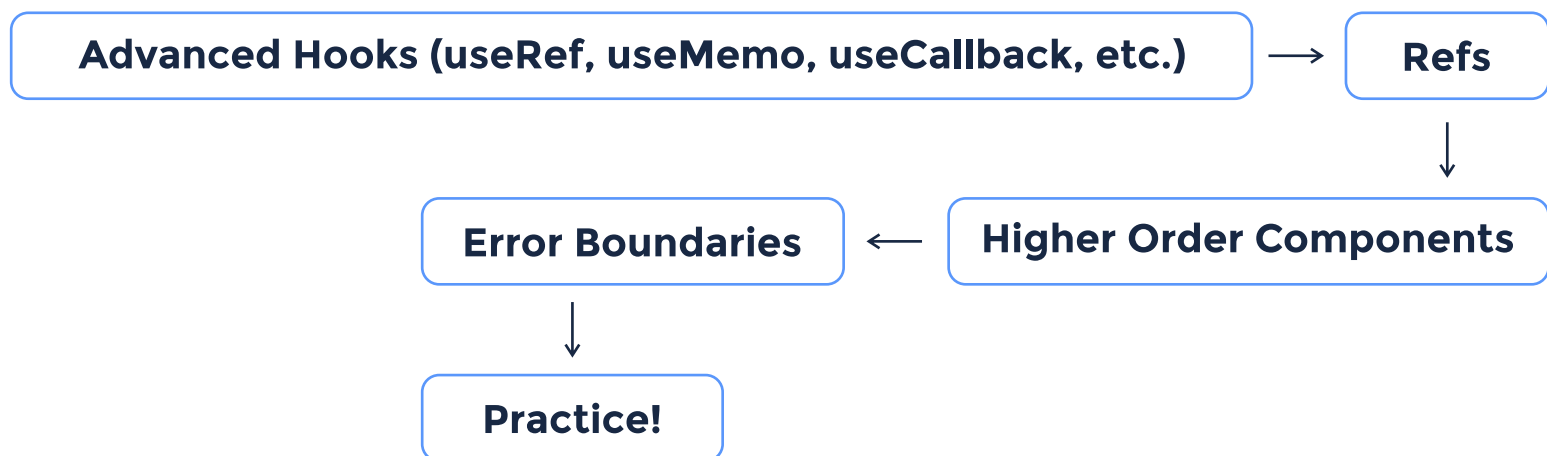 Advanced Hooks (useRef, useMemo, useCallback, etc.)
Refs
Higher Order Components
Error Boundaries
Practice!